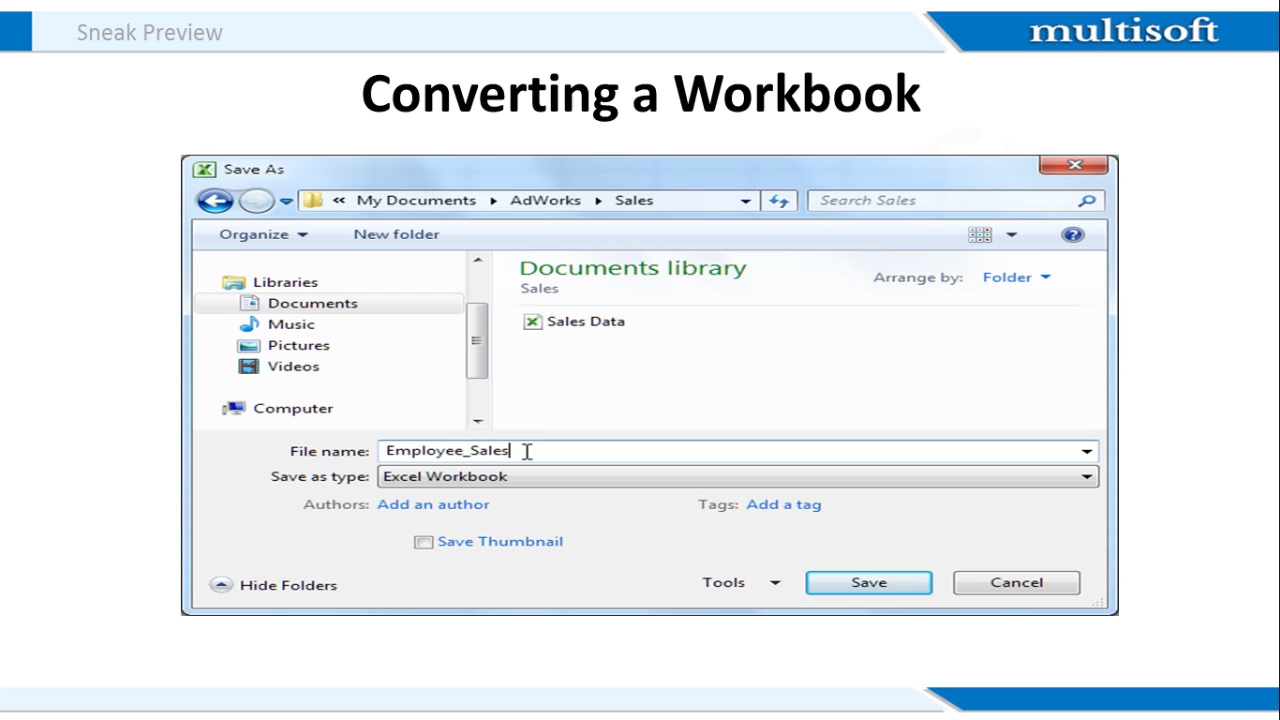 Sneak Preview
multisoft
Converting a Workbook
Save As
« My Documents ▸ AdWorks ▸ Sales
Search Sales
Organize
New folder
Libraries
Documents
Music
Pictures
Videos
Computer
Documents library
Sales
Arrange by: Folder
Sales Data
File name: Employee_Sales
Save as type: Excel Workbook
Authors: Add an author
Tags: Add a tag
Save Thumbnail
Hide Folders
Tools
Save
Cancel